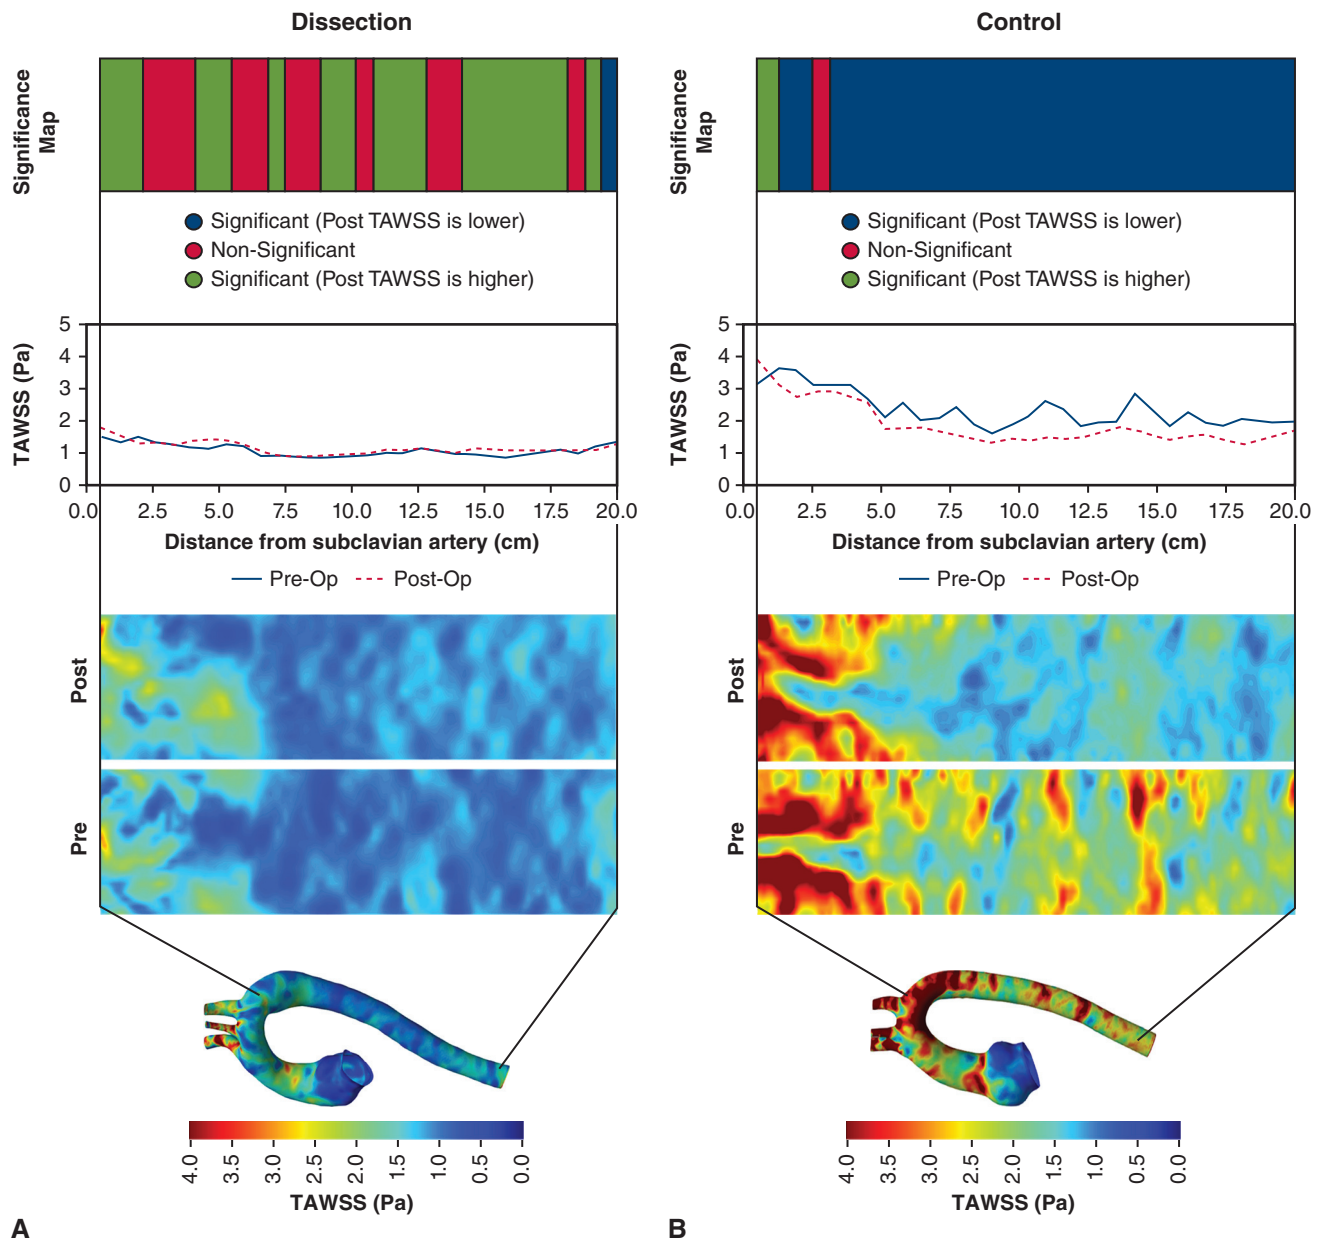 Dissection
Significance
Map
Significant (Post TAWSS is lower)
Non-Significant
Significant (Post TAWSS is higher)
TAWSS (Pa)
5
4
3
2
1
0
0.0 2.5 5.0 7.5 10.0 12.5 15.0 17.5 20.0
Distance from subclavian artery (cm)
Pre-Op Post-Op
Post
Pre
4.0 3.5 3.0 2.5 2.0 1.5 1.0 0.5 0.0
TAWSS (Pa)
A
Control
Significance
Map
Significant (Post TAWSS is lower)
Non-Significant
Significant (Post TAWSS is higher)
TAWSS (Pa)
5
4
3
2
1
0
0.0 2.5 5.0 7.5 10.0 12.5 15.0 17.5 20.0
Distance from subclavian artery (cm)
Pre-Op Post-Op
Post
Pre
4.0 3.5 3.0 2.5 2.0 1.5 1.0 0.5 0.0
TAWSS (Pa)
B